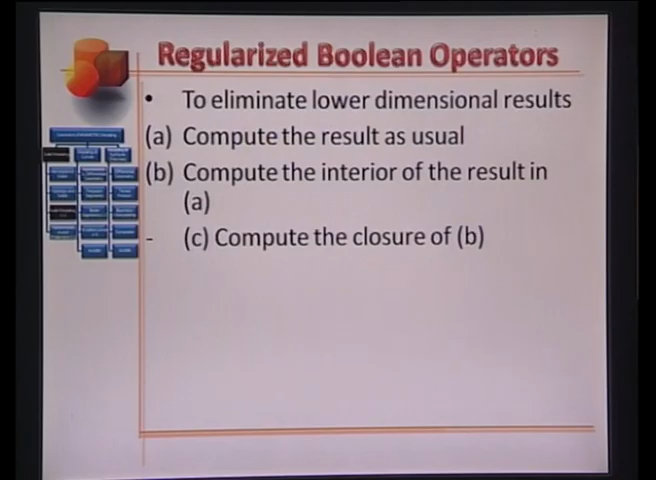 Regularized Boolean Operators
• To eliminate lower dimensional results
(a) Compute the result as usual
(b) Compute the interior of the result in
(a)
- (c) Compute the closure of (b)